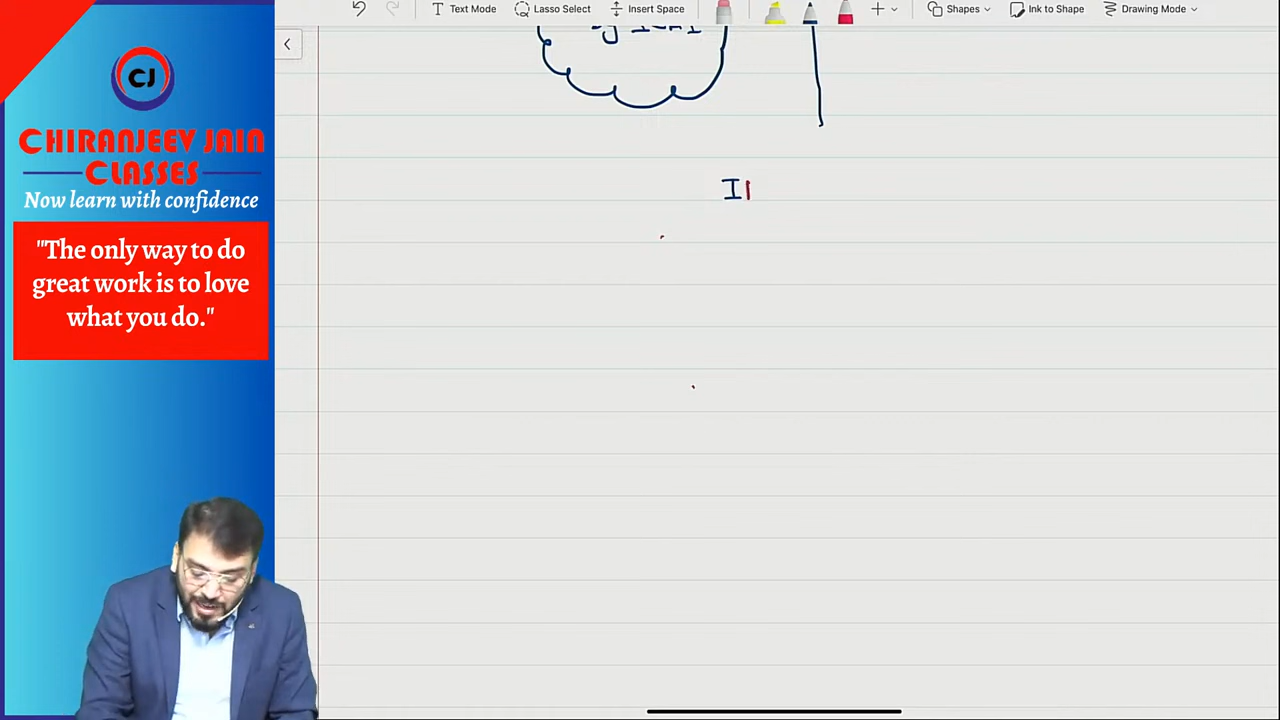 Text Mode Lasso Select Insert Space Shapes Ink to Shape Drawing Mode
CJ
CHIRANJEEV JAIN
CLASSES
Now learn with confidence
"The only way to do
great work is to love
what you do."
I